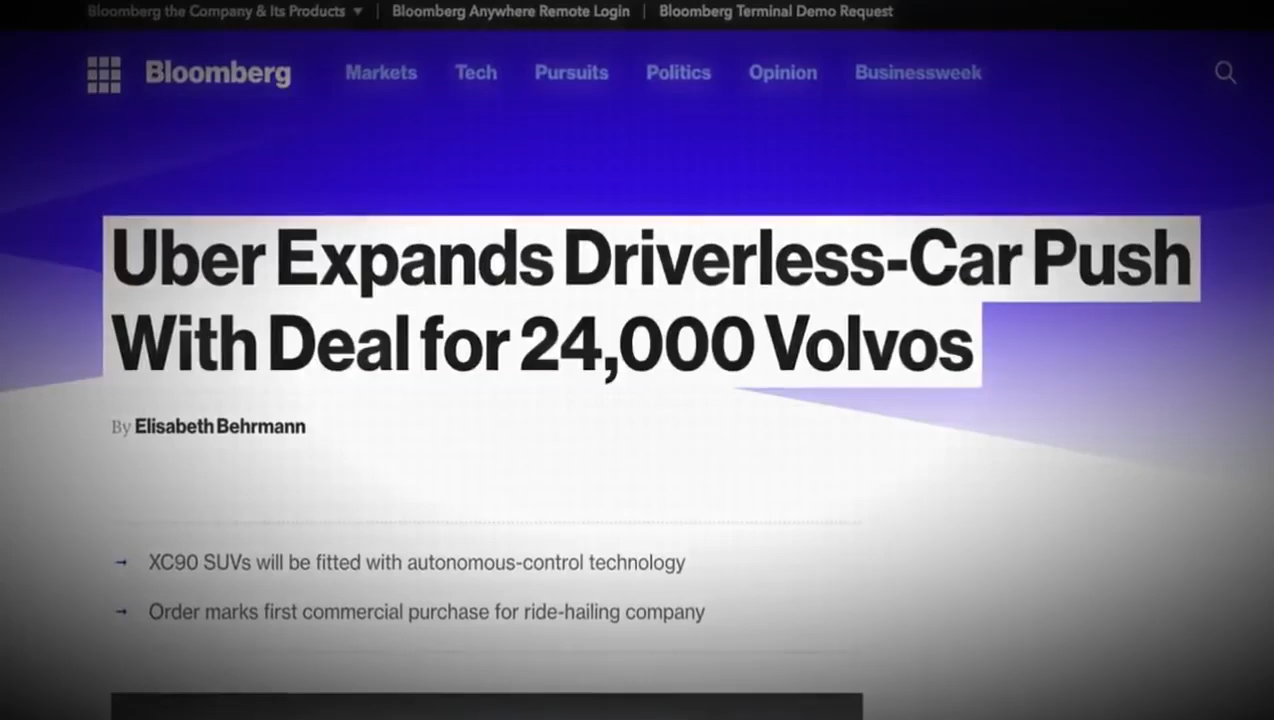 Bloomberg the Company & Its Products
Bloomberg Anywhere Remote Login
Bloomberg Terminal Demo Request
Bloomberg
Markets
Tech
Pursuits
Politics
Opinion
Businessweek
Uber Expands Driverless-Car Push
With Deal for 24,000 Volvos
By Elisabeth Behrmann
XC90 SUVs will be fitted with autonomous-control technology
Order marks first commercial purchase for ride-hailing company